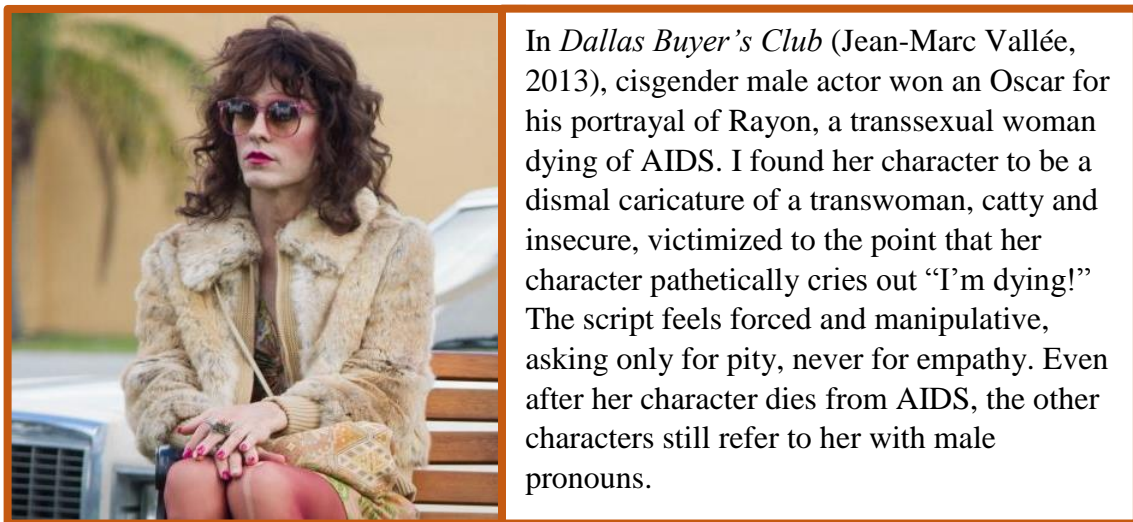 In Dallas Buyer’s Club (Jean-Marc Vallée,
2013), cisgender male actor won an Oscar for
his portrayal of Rayon, a transsexual woman
dying of AIDS. I found her character to be a
dismal caricature of a transwoman, catty and
insecure, victimized to the point that her
character pathetically cries out “I’m dying!”
The script feels forced and manipulative,
asking only for pity, never for empathy. Even
after her character dies from AIDS, the other
characters still refer to her with male
pronouns.